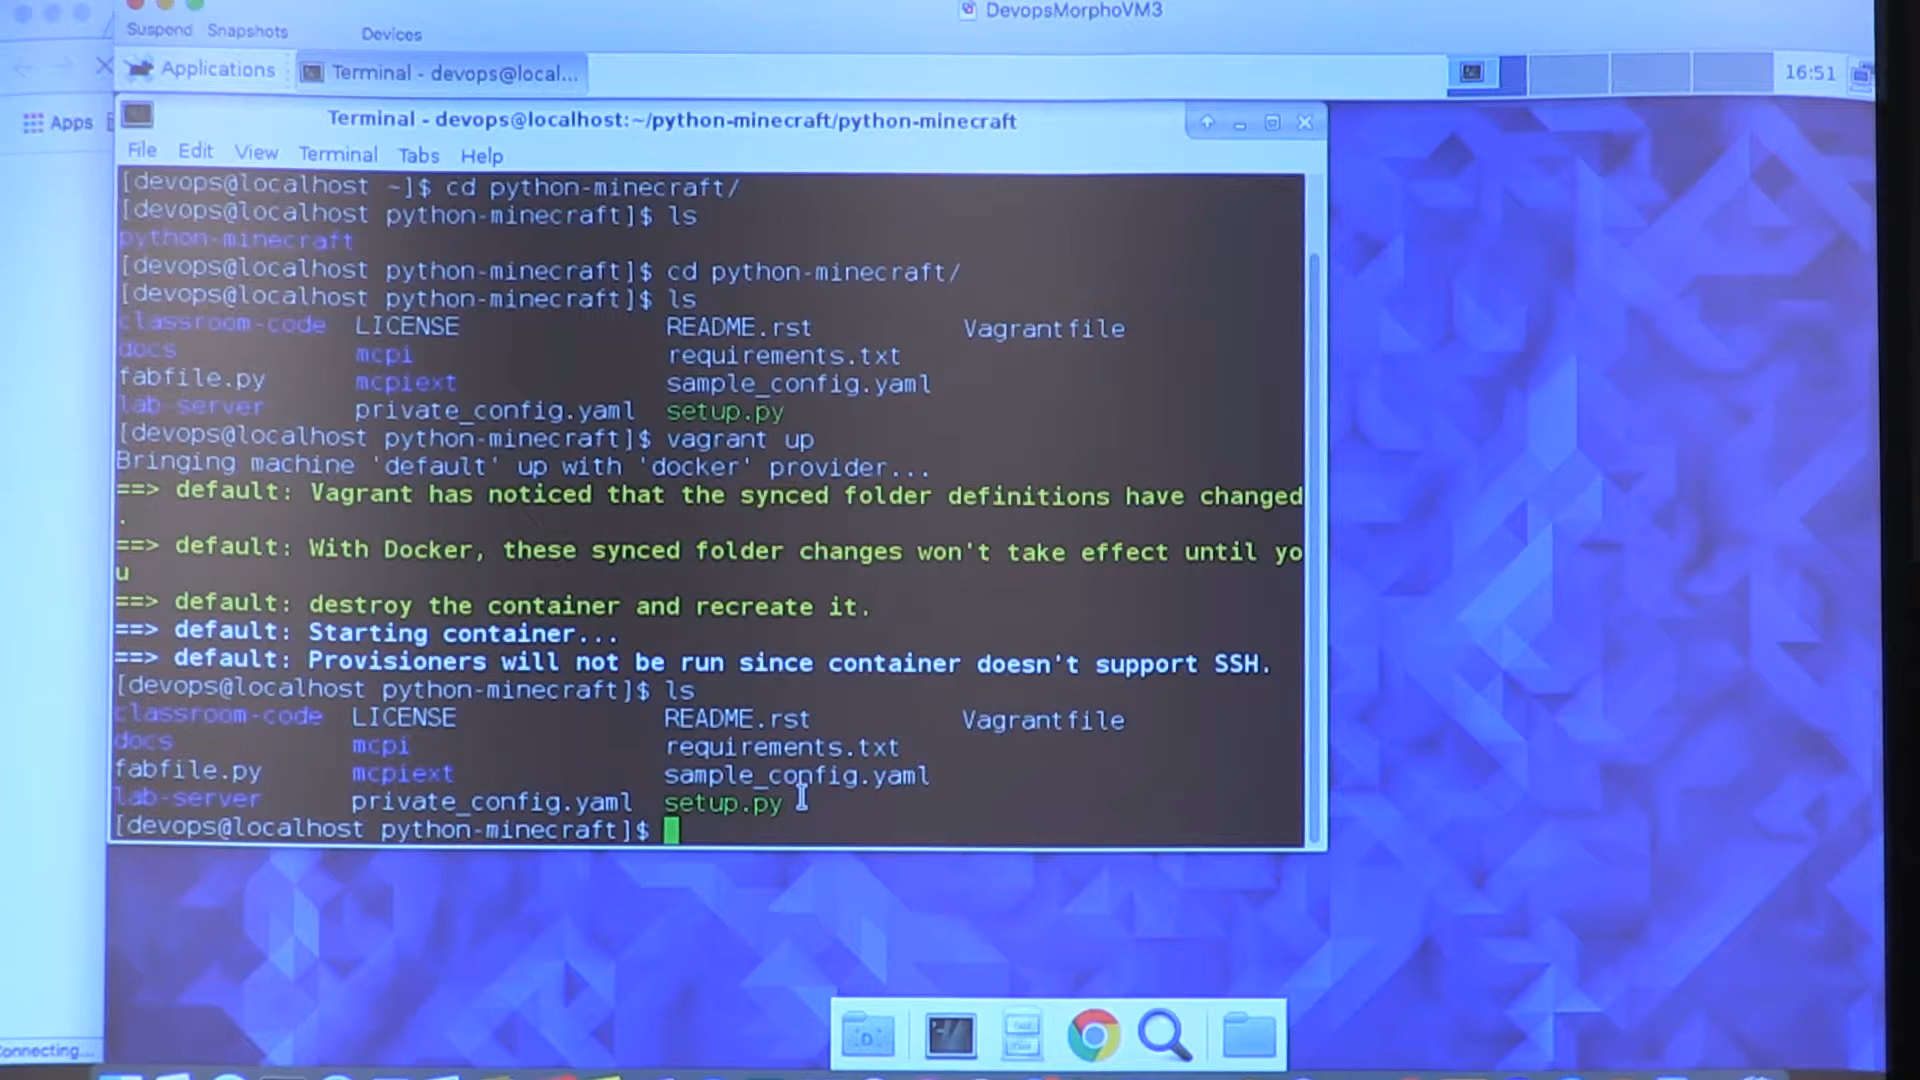 DevopsMorphoVM3
Suspend Snapshots Devices
Applications Terminal - devops@local... 16:51
Apps
Terminal - devops@localhost:~/python-minecraft/python-minecraft
File Edit View Terminal Tabs Help
[devops@localhost ~]$ cd python-minecraft/
[devops@localhost python-minecraft]$ ls
python-minecraft
[devops@localhost python-minecraft]$ cd python-minecraft/
[devops@localhost python-minecraft]$ ls
classroom-code LICENSE README.rst Vagrantfile
docs mcpi requirements.txt
fabfile.py mcpiext sample_config.yaml
lab-server private_config.yaml setup.py
[devops@localhost python-minecraft]$ vagrant up
Bringing machine 'default' up with 'docker' provider...
==> default: Vagrant has noticed that the synced folder definitions have changed
.
==> default: With Docker, these synced folder changes won't take effect until yo
u
==> default: destroy the container and recreate it.
==> default: Starting container...
==> default: Provisioners will not be run since container doesn't support SSH.
[devops@localhost python-minecraft]$ ls
classroom-code LICENSE README.rst Vagrantfile
docs mcpi requirements.txt
fabfile.py mcpiext sample_config.yaml
lab-server private_config.yaml setup.py
[devops@localhost python-minecraft]$
Connecting...